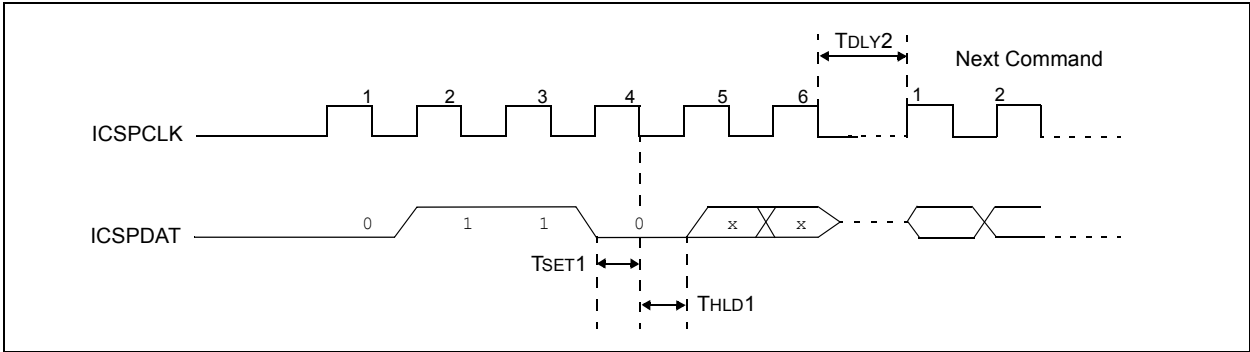 TDLY2
Next Command
1 2 3 4 5 6 1 2
ICSPCLK
0 1 1 0 x x
ICSPDAT
TSET1
THLD1